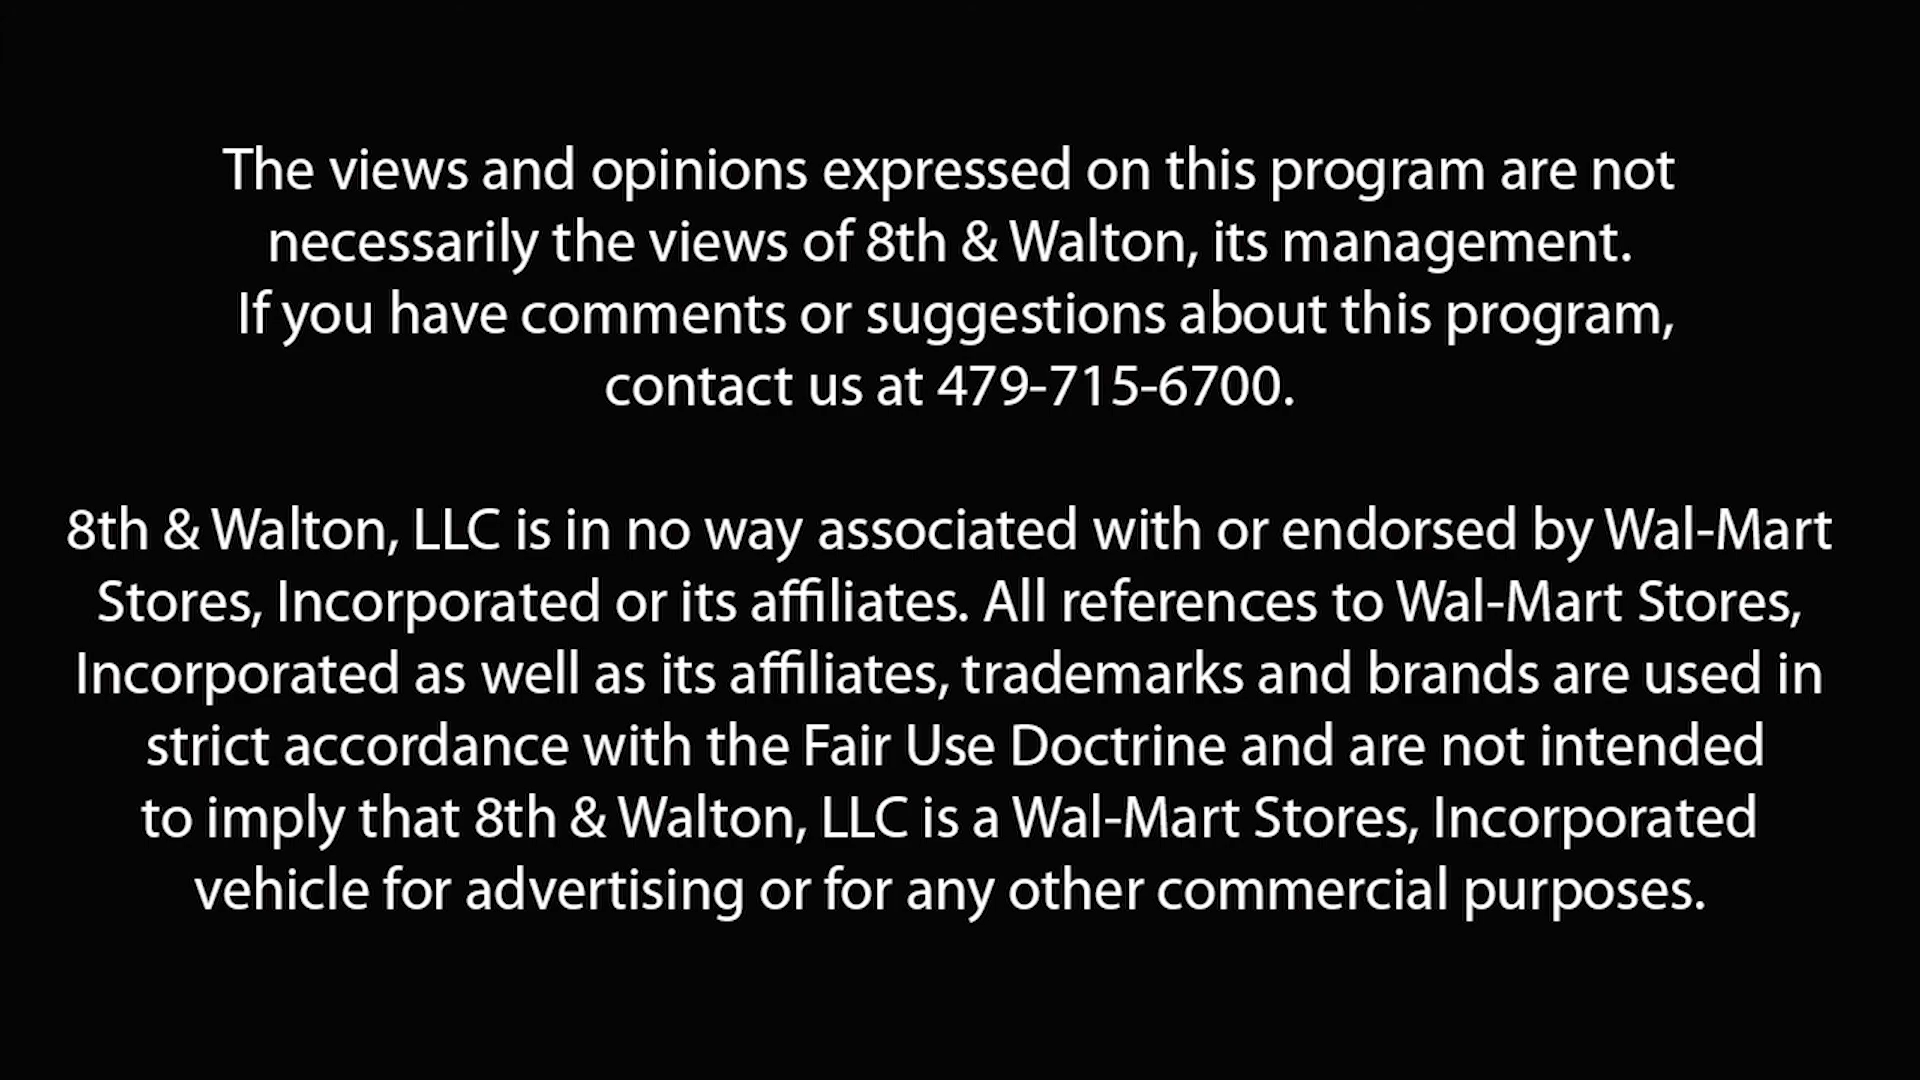 The views and opinions expressed on this program are not
necessarily the views of 8th & Walton, its management.
If you have comments or suggestions about this program,
contact us at 479-715-6700.
8th & Walton, LLC is in no way associated with or endorsed by Wal-Mart
Stores, Incorporated or its affiliates. All references to Wal-Mart Stores,
Incorporated as well as its affiliates, trademarks and brands are used in
strict accordance with the Fair Use Doctrine and are not intended
to imply that 8th & Walton, LLC is a Wal-Mart Stores, Incorporated
vehicle for advertising or for any other commercial purposes.